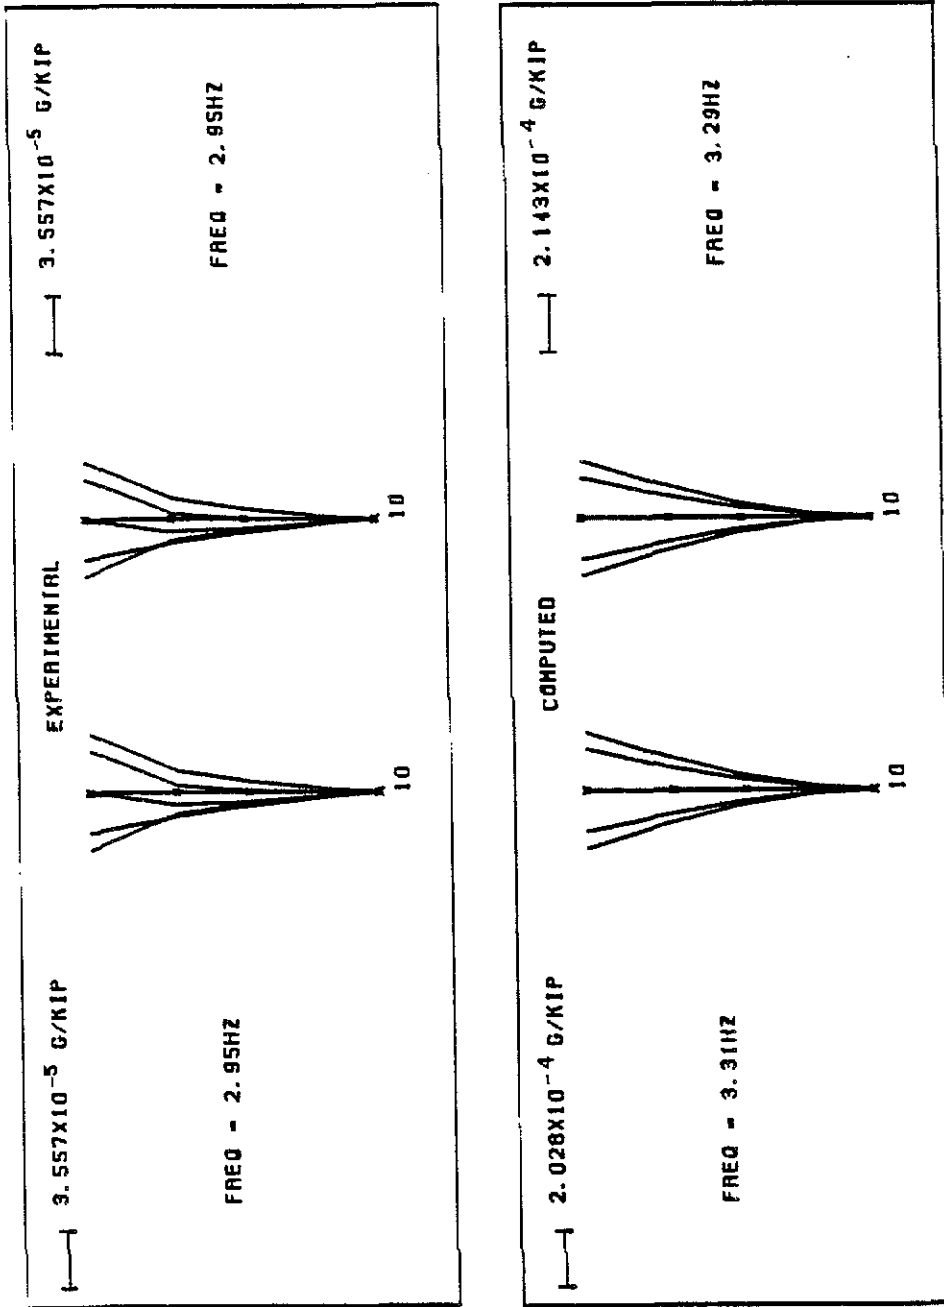 EXPERIMENTAL
3.557X10-5 G/KIP
FREQ = 2.95HZ
10
3.557X10-5 G/KIP
FREQ = 2.95HZ
10
COMPUTED
2.028X10-4 G/KIP
FREQ = 3.31HZ
10
2.143X10-4 G/KIP
FREQ = 3.29HZ
10